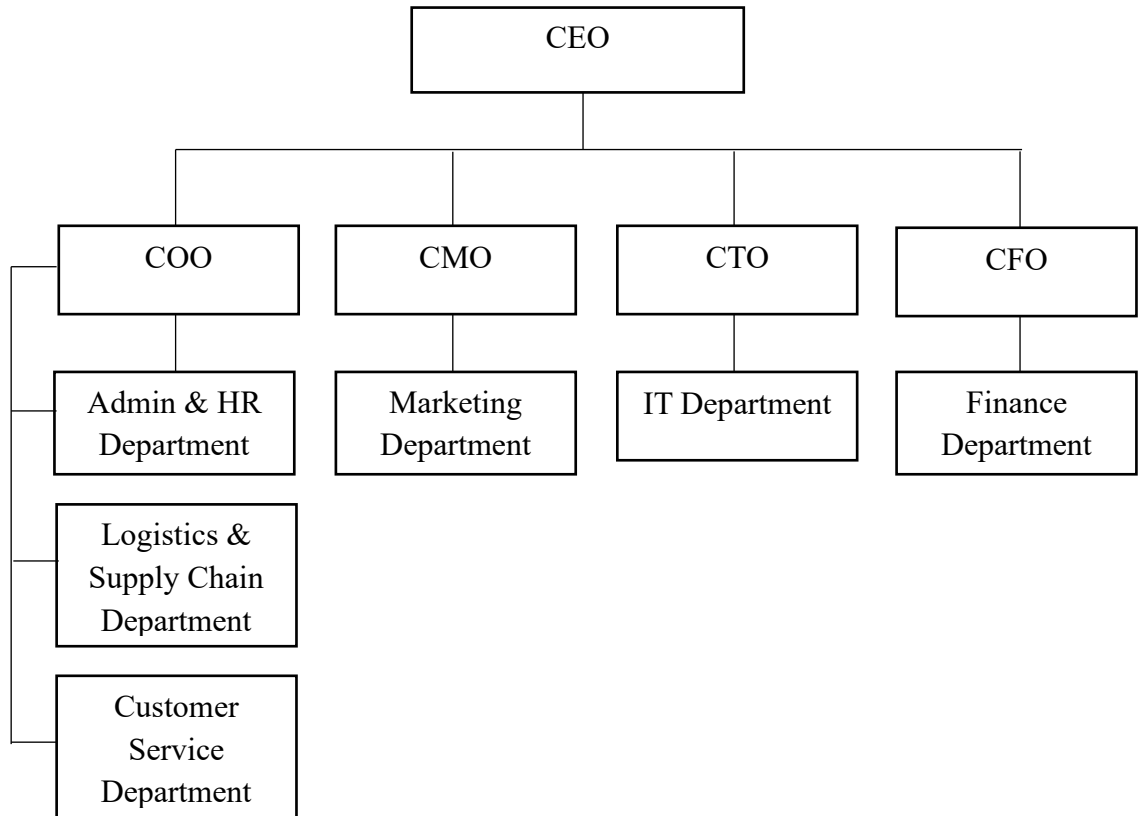 CEO
COO
CMO
CTO
CFO
Admin & HR
Department
Marketing
Department
IT Department
Finance
Department
Logistics &
Supply Chain
Department
Customer
Service
Department